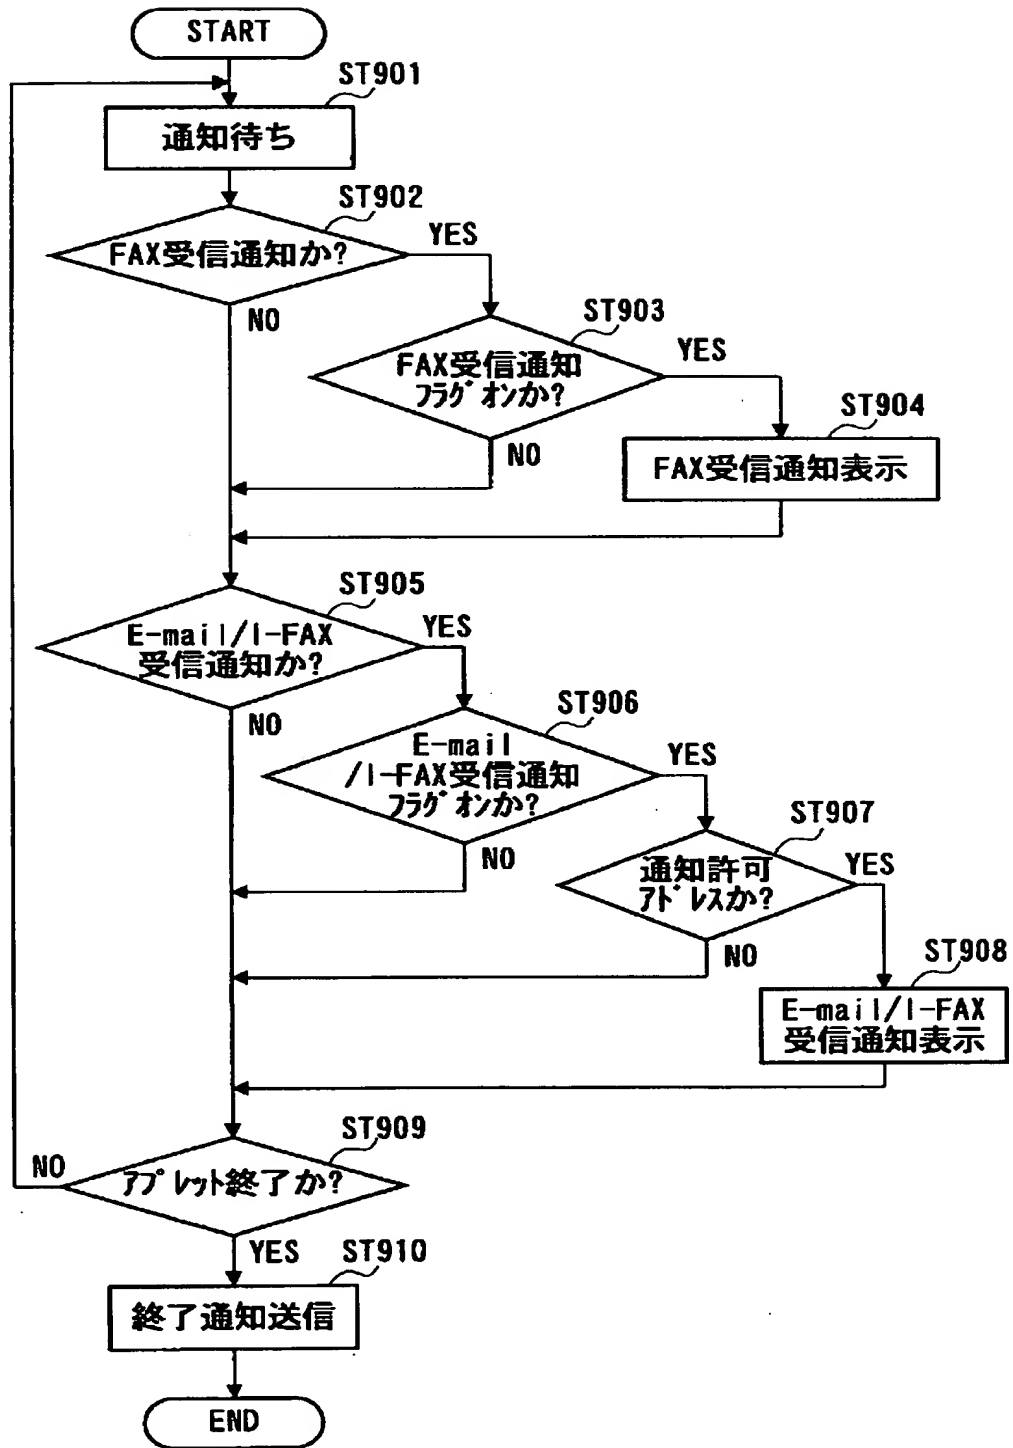 START
ST901
通知待ち
ST902
FAX受信通知か?
YES
NO
ST903
FAX受信通知
フラグオンか?
YES
NO
ST904
FAX受信通知表示
ST905
E-mail/I-FAX
受信通知か?
YES
NO
ST906
E-mail
/I-FAX受信通知
フラグオンか?
YES
NO
ST907
通知許可
アドレスか?
YES
NO
ST908
E-mail/I-FAX
受信通知表示
ST909
アプレット終了か?
NO
YES
ST910
終了通知送信
END